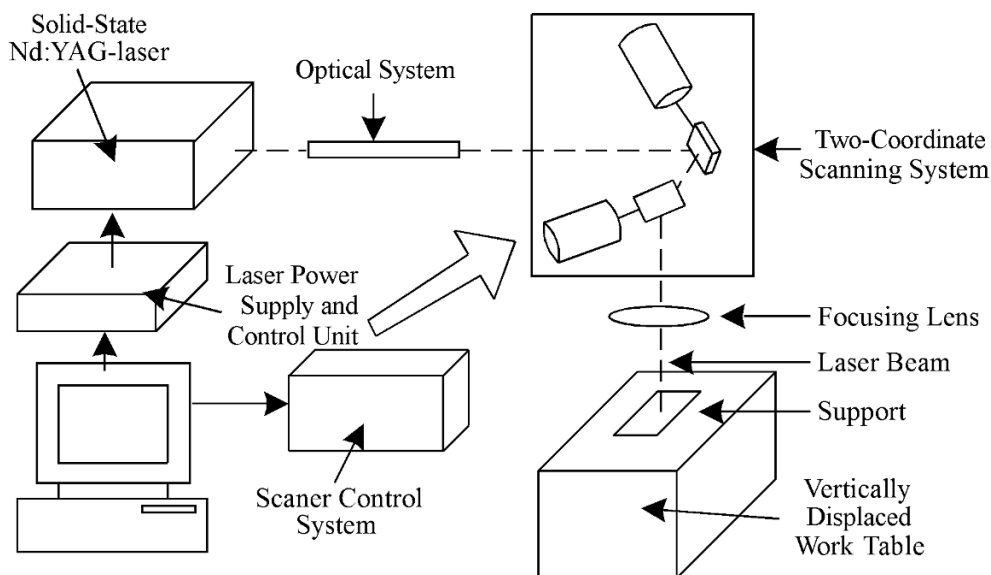 Solid-State
Nd:YAG-laser
Optical System
Two-Coordinate
Scanning System
Laser Power
Supply and
Control Unit
Focusing Lens
Laser Beam
Support
Scaner Control
System
Vertically
Displaced
Work Table